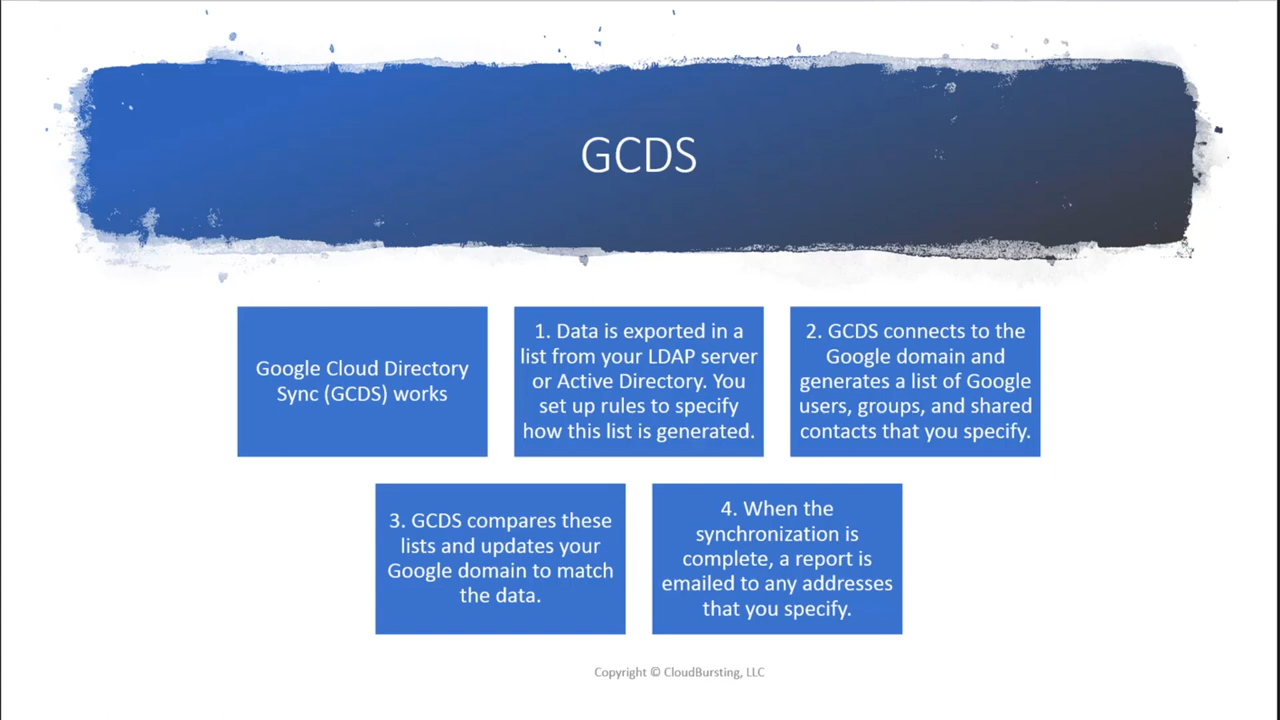 GCDS
Google Cloud Directory
Sync (GCDS) works
1. Data is exported in a
list from your LDAP server
or Active Directory. You
set up rules to specify
how this list is generated.
2. GCDS connects to the
Google domain and
generates a list of Google
users, groups, and shared
contacts that you specify.
3. GCDS compares these
lists and updates your
Google domain to match
the data.
4. When the
synchronization is
complete, a report is
emailed to any addresses
that you specify.
Copyright © CloudBursting, LLC